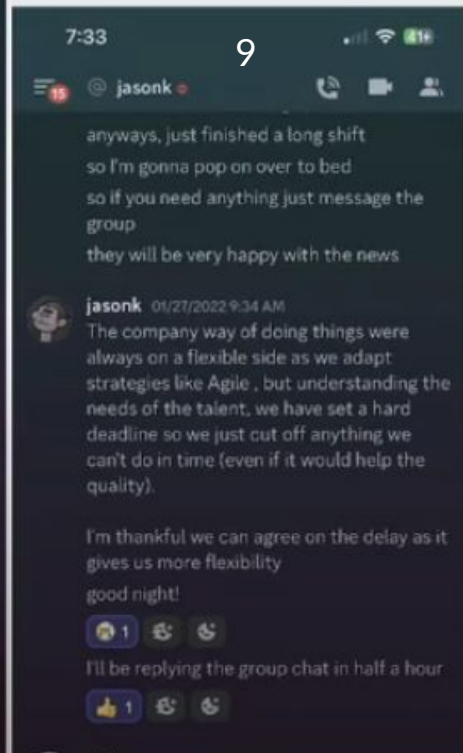 7:33
9
41
15
@ jasonk
anyways, just finished a long shift
so I'm gonna pop on over to bed
so if you need anything just message the
group
they will be very happy with the news
jasonk 01/27/2022 9:34 AM
The company way of doing things were
always on a flexible side as we adapt
strategies like Agile , but understanding the
needs of the talent, we have set a hard
deadline so we just cut off anything we
can't do in time (even if it would help the
quality).
I'm thankful we can agree on the delay as it
gives us more flexibility
good night!
1
I'll be replying the group chat in half a hour
1